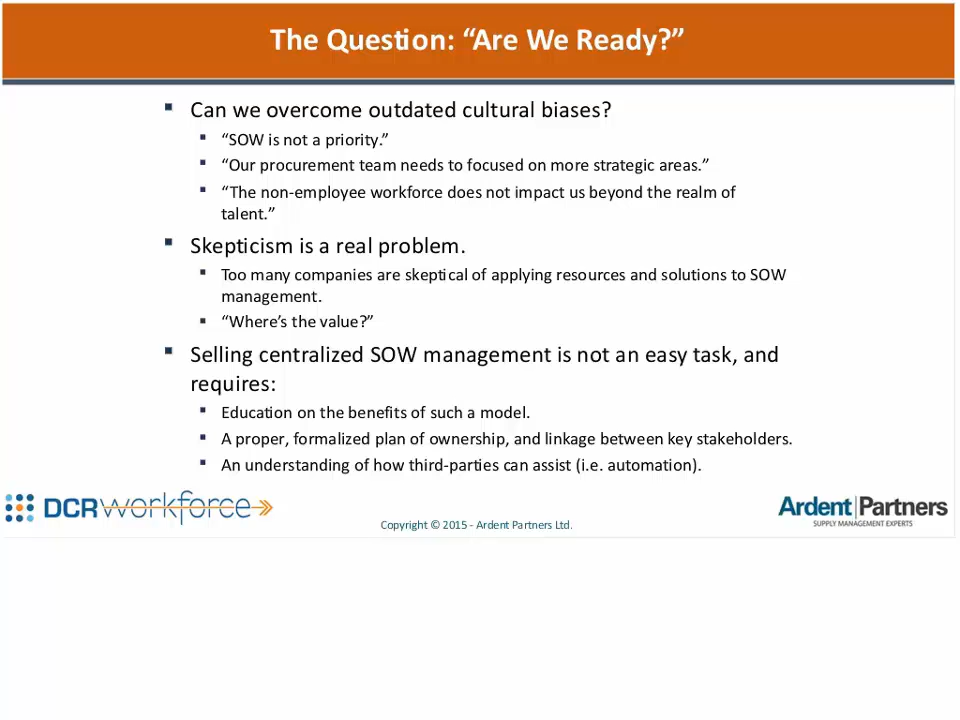 The Question: “Are We Ready?”
▪ Can we overcome outdated cultural biases?
▪ “SOW is not a priority.”
▪ “Our procurement team needs to focused on more strategic areas.”
▪ “The non-employee workforce does not impact us beyond the realm of
talent.”
▪ Skepticism is a real problem.
▪ Too many companies are skeptical of applying resources and solutions to SOW
management.
▪ “Where’s the value?”
▪ Selling centralized SOW management is not an easy task, and
requires:
▪ Education on the benefits of such a model.
▪ A proper, formalized plan of ownership, and linkage between key stakeholders.
▪ An understanding of how third-parties can assist (i.e. automation).
DCRworkforce
Copyright © 2015 - Ardent Partners Ltd.
Ardent|Partners
SUPPLY MANAGEMENT EXPERTS